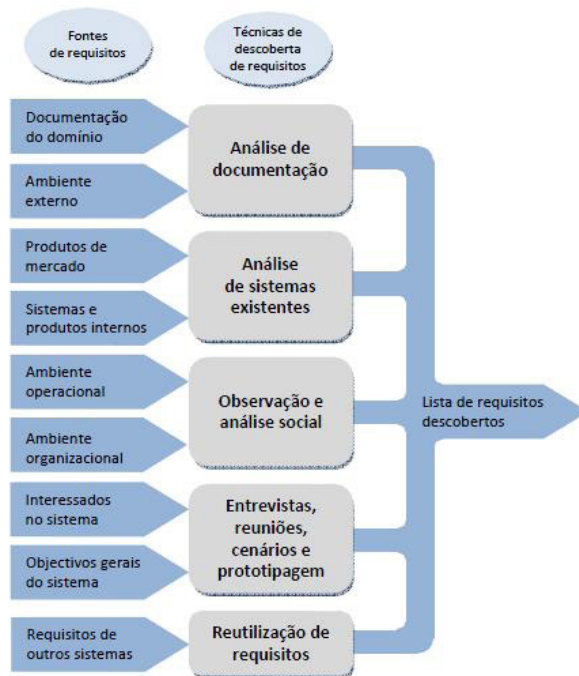 Fontes
de requisitos
Técnicas de
descoberta
de requisitos
Documentação
do domínio
Ambiente
externo
Análise de
documentação
Produtos de
mercado
Sistemas e
produtos internos
Análise
de sistemas
existentes
Ambiente
operacional
Ambiente
organizacional
Observação e
análise social
Interessados
no sistema
Objectivos gerais
do sistema
Entrevistas,
reuniões,
cenários e
prototipagem
Requisitos de
outros sistemas
Reutilização de
requisitos
Lista de requisitos
descobertos